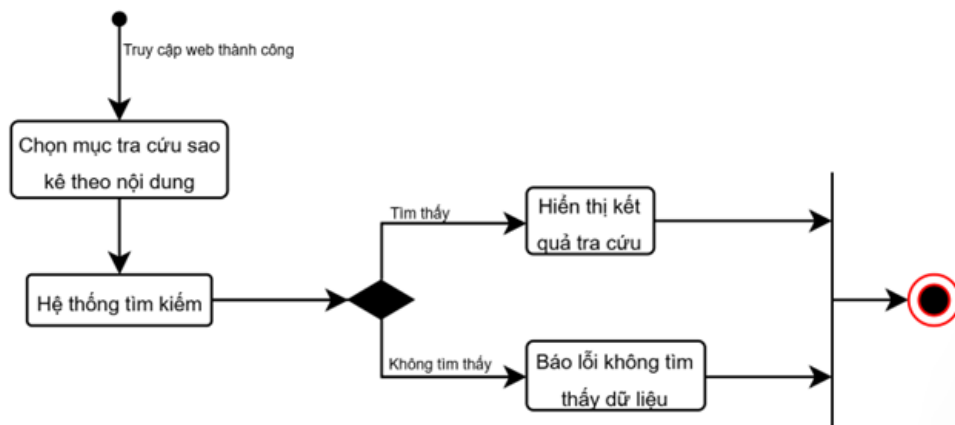 Truy cập web thành công
Chọn mục tra cứu sao
kê theo nội dung
Hệ thống tìm kiếm
Tìm thấy
Hiển thị kết
quả tra cứu
Không tìm thấy
Báo lỗi không tìm
thấy dữ liệu